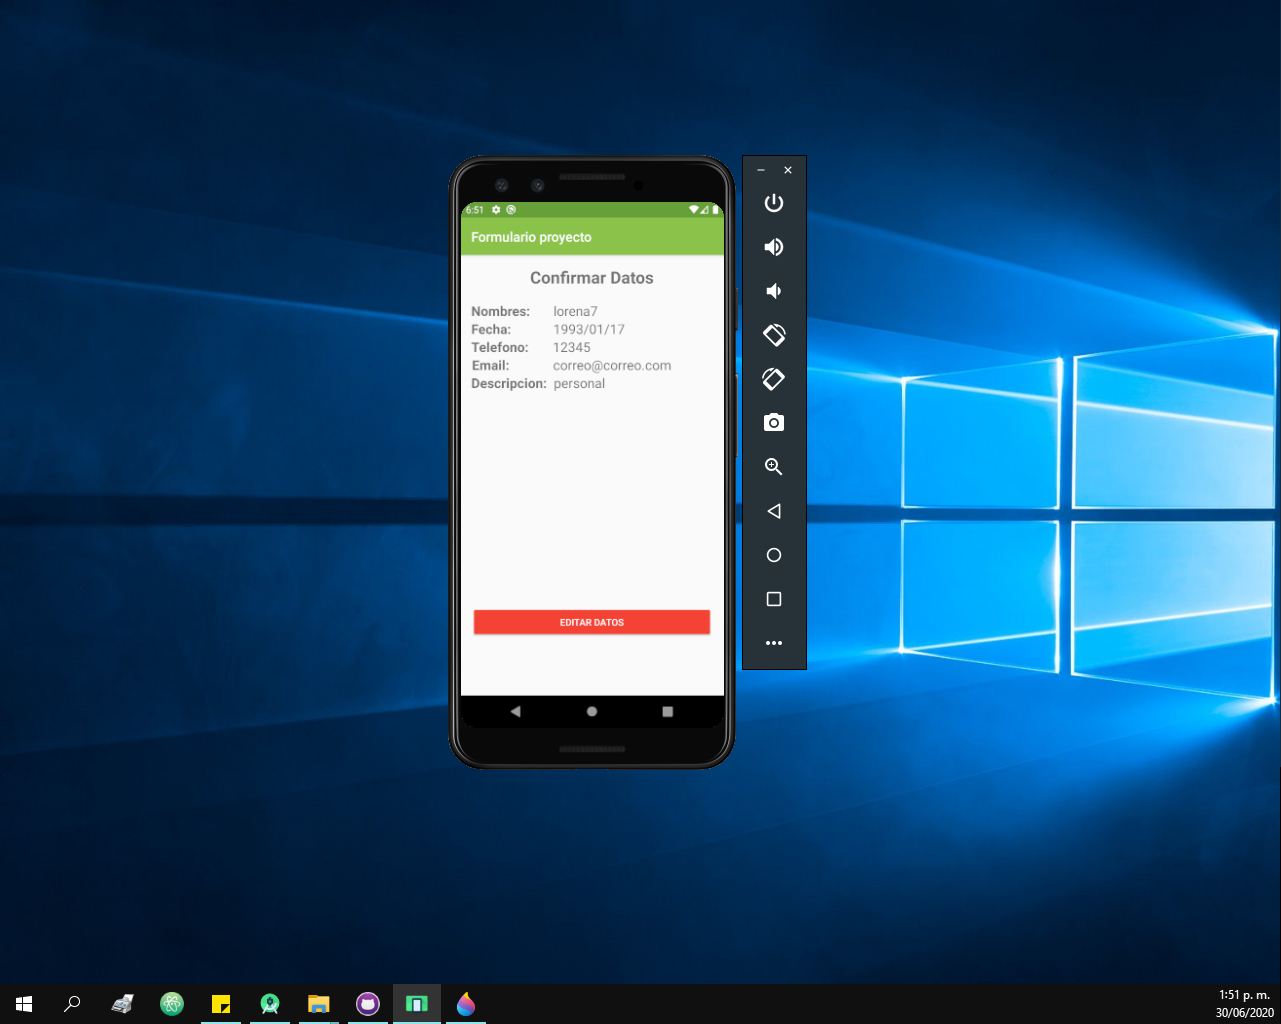 6:51
Formulario proyecto
Confirmar Datos
Nombres: lorena7
Fecha: 1993/01/17
Telefono: 12345
Email: correo@correo.com
Descripcion: personal
EDITAR DATOS
1:51 p. m.
30/06/2020